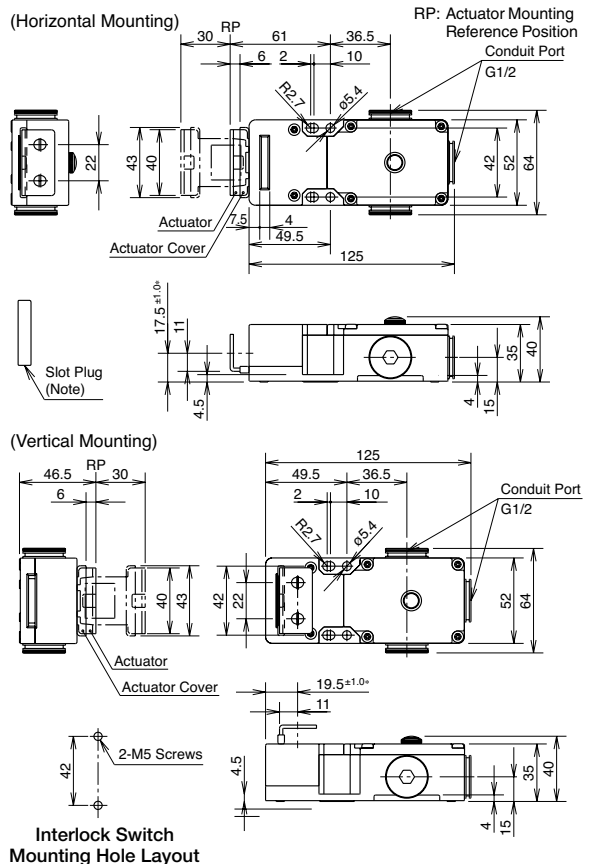 (Horizontal Mounting)
RP: Actuator Mounting
Reference Position
RP
30
61
36.5
Conduit Port
G1/2
6
2
10
R2.7
ø5.4
22
43
40
42
52
64
Actuator
Actuator Cover
7.5
4
49.5
125
17.5 ±1.0*
11
4.5
35
40
4
15
Slot Plug
(Note)
(Vertical Mounting)
125
46.5
RP
30
49.5
36.5
6
2
10
Conduit Port
G1/2
R2.7
ø5.4
40
43
42
22
52
64
Actuator
Actuator Cover
19.5±1.0*
11
42
2-M5 Screws
4.5
35
40
4
15
Interlock Switch
Mounting Hole Layout